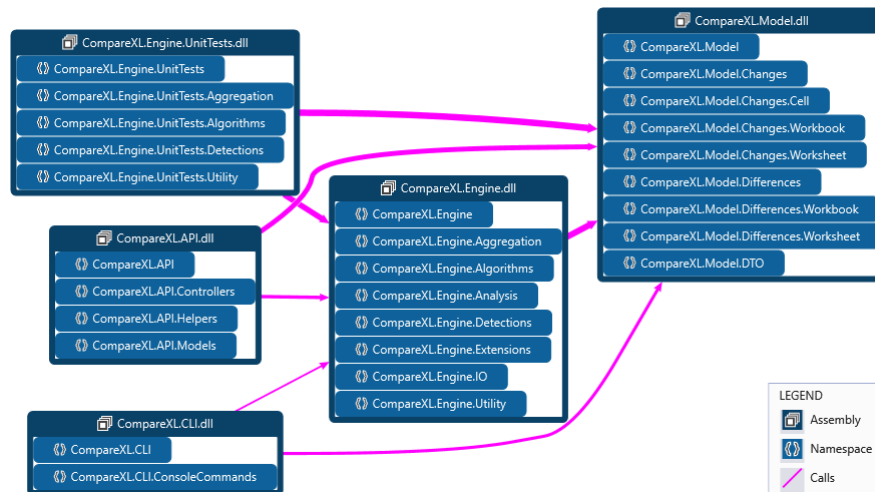 CompareXL.Engine.UnitTests.dll
CompareXL.Engine.UnitTests
CompareXL.Engine.UnitTests.Aggregation
CompareXL.Engine.UnitTests.Algorithms
CompareXL.Engine.UnitTests.Detections
CompareXL.Engine.UnitTests.Utility
CompareXL.Model.dll
CompareXL.Model
CompareXL.Model.Changes
CompareXL.Model.Changes.Cell
CompareXL.Model.Changes.Workbook
CompareXL.Model.Changes.Worksheet
CompareXL.Model.Differences
CompareXL.Model.Differences.Workbook
CompareXL.Model.Differences.Worksheet
CompareXL.Model.DTO
CompareXL.Engine.dll
CompareXL.Engine
CompareXL.Engine.Aggregation
CompareXL.Engine.Algorithms
CompareXL.Engine.Analysis
CompareXL.Engine.Detections
CompareXL.Engine.Extensions
CompareXL.Engine.IO
CompareXL.Engine.Utility
CompareXL.API.dll
CompareXL.API
CompareXL.API.Controllers
CompareXL.API.Helpers
CompareXL.API.Models
CompareXL.CLI.dll
CompareXL.CLI
CompareXL.CLI.ConsoleCommands
LEGEND
Assembly
Namespace
Calls